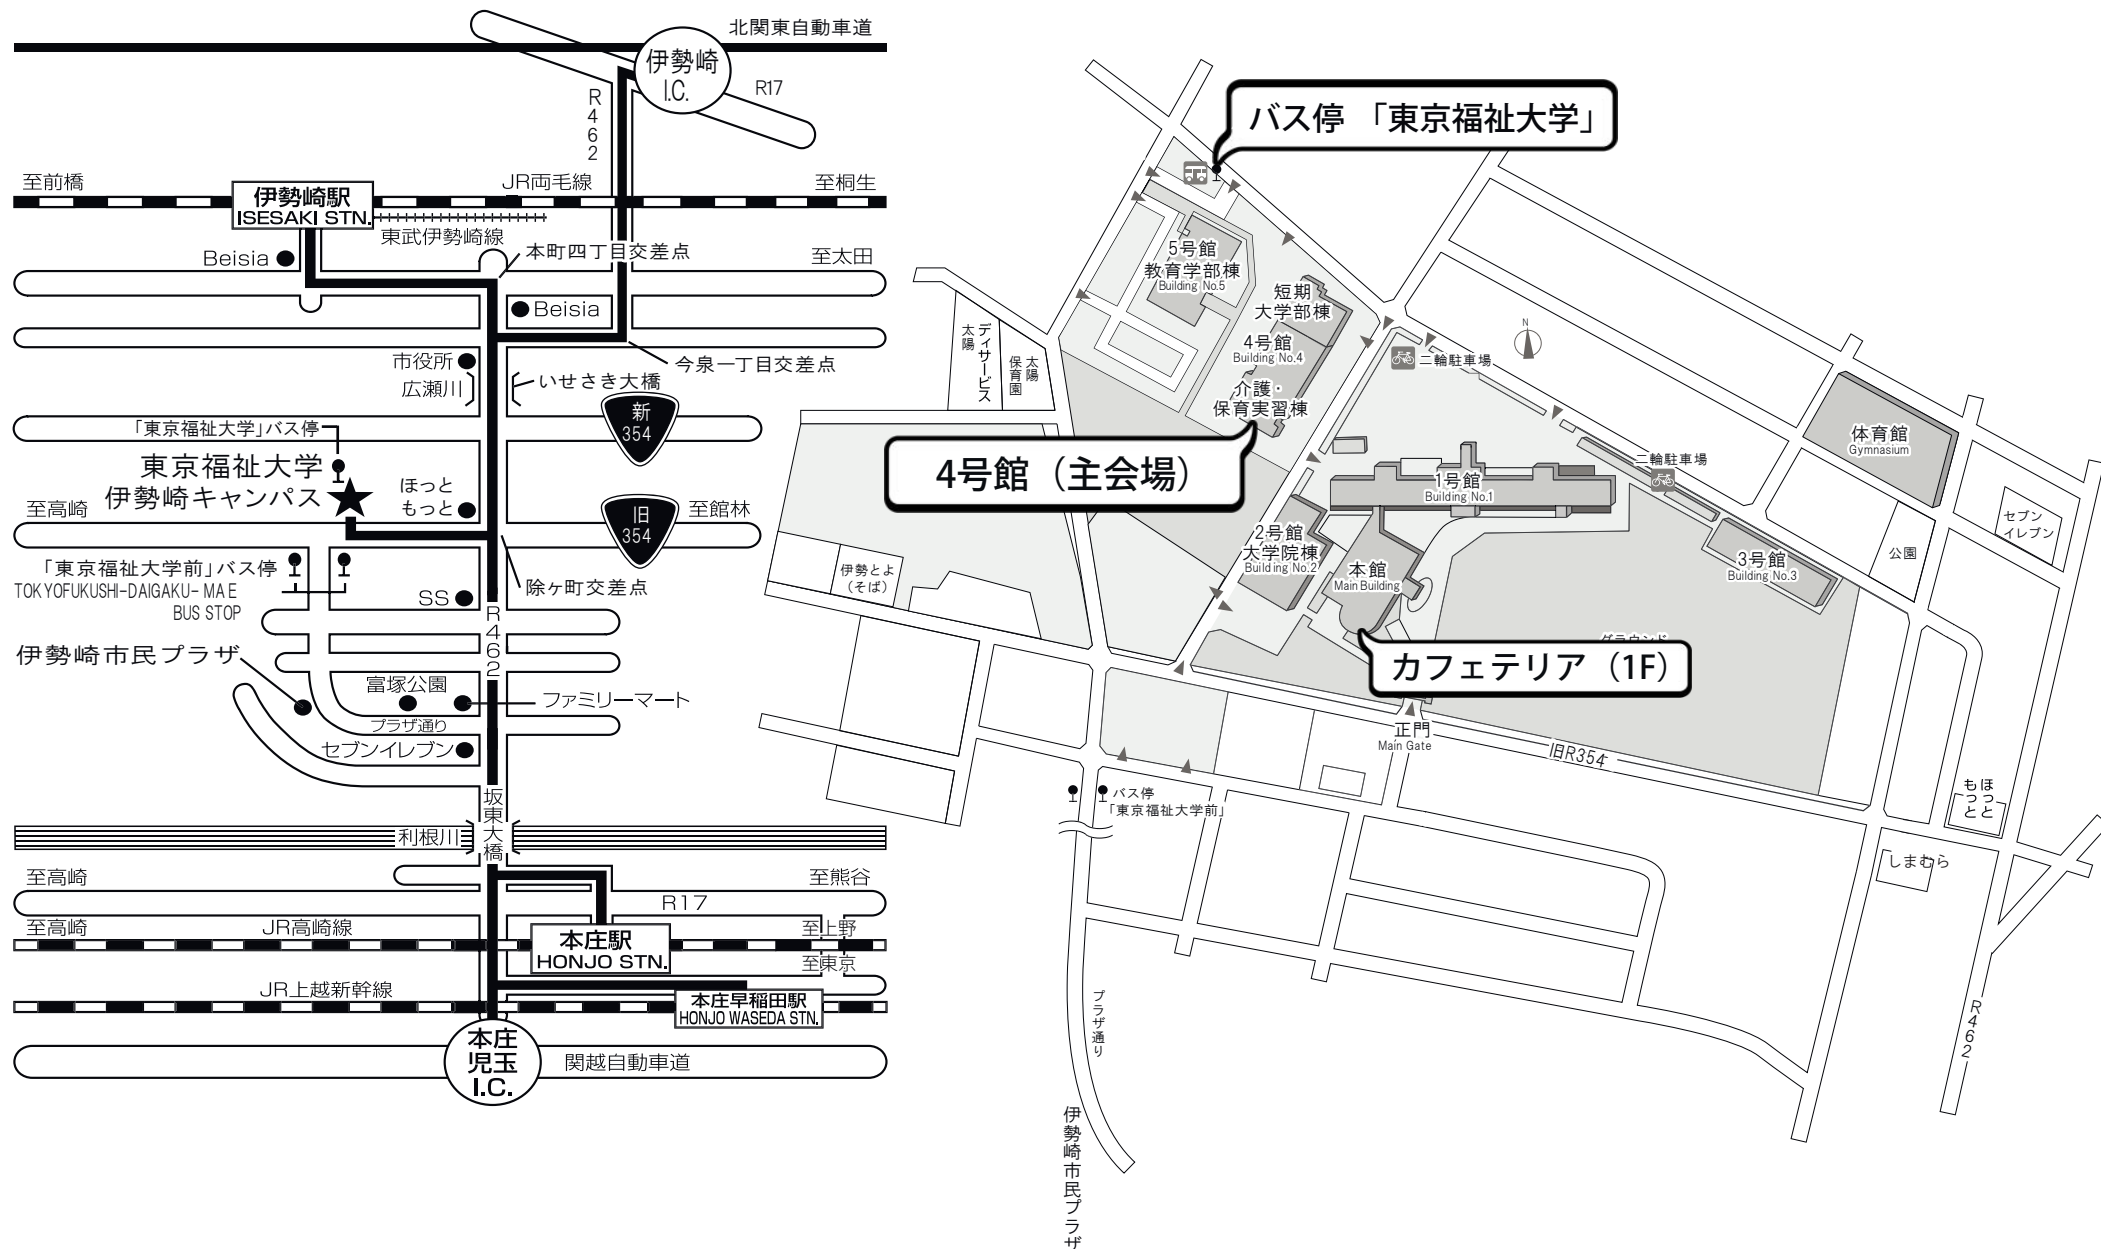 北関東自動車道
伊勢崎
I.C.
R17
R462
至前橋
伊勢崎駅
ISESAKI STN.
JR両毛線
至桐生
東武伊勢崎線
Beisia
本町四丁目交差点
至太田
Beisia
市役所
今泉一丁目交差点
広瀬川
いせさき大橋
新
354
「東京福祉大学」バス停
東京福祉大学
伊勢崎キャンパス
ほっと
もっと
至高崎
旧
354
至館林
「東京福祉大学前」バス停
TOKYOFUKUSHI-DAIGAKU-MAE
BUS STOP
除ヶ町交差点
SS
R462
伊勢崎市民プラザ
富塚公園
ファミリーマート
プラザ通り
セブンイレブン
坂東大橋
利根川
至高崎
至熊谷
R17
至高崎
JR高崎線
至上野
本庄駅
HONJO STN.
至東京
JR上越新幹線
本庄早稲田駅
HONJO WASEDA STN.
本庄
児玉
I.C.
関越自動車道
バス停 「東京福祉大学」
5号館
教育学部棟
Building No.5
短期
大学部棟
4号館
Building No.4
介護・
保育実習棟
太陽
デイサービス
太陽
保育園
N
二輪駐車場
4号館（主会場）
体育館
Gymnasium
二輪駐車場
1号館
Building No.1
セブン
イレブン
2号館
大学院棟
Building No.2
本館
Main Building
3号館
Building No.3
公園
伊勢とよ
（そば）
グラウンド
カフェテリア（1F）
正門
Main Gate
旧R354
バス停
「東京福祉大学前」
ほっと
もっと
しまむら
プラザ通り
R462
伊勢崎市民プラザ